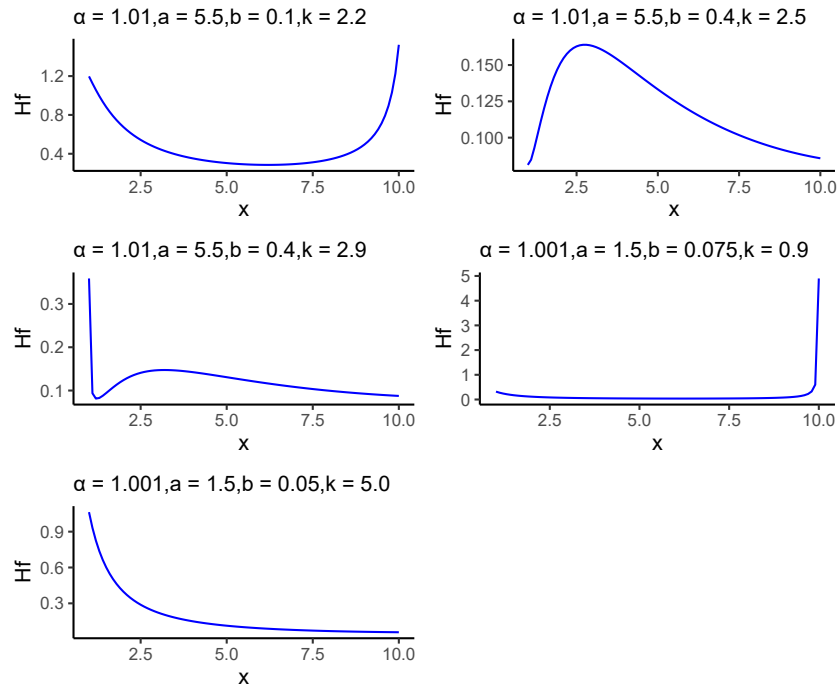 α = 1.01,a = 5.5,b = 0.1,k = 2.2
Hf
1.2
0.8
0.4
2.5 5.0 7.5 10.0
x
α = 1.01,a = 5.5,b = 0.4,k = 2.5
Hf
0.150
0.125
0.100
2.5 5.0 7.5 10.0
x
α = 1.01,a = 5.5,b = 0.4,k = 2.9
Hf
0.3
0.2
0.1
2.5 5.0 7.5 10.0
x
α = 1.001,a = 1.5,b = 0.075,k = 0.9
Hf
5
4
3
2
1
0
2.5 5.0 7.5 10.0
x
α = 1.001,a = 1.5,b = 0.05,k = 5.0
Hf
0.9
0.6
0.3
2.5 5.0 7.5 10.0
x